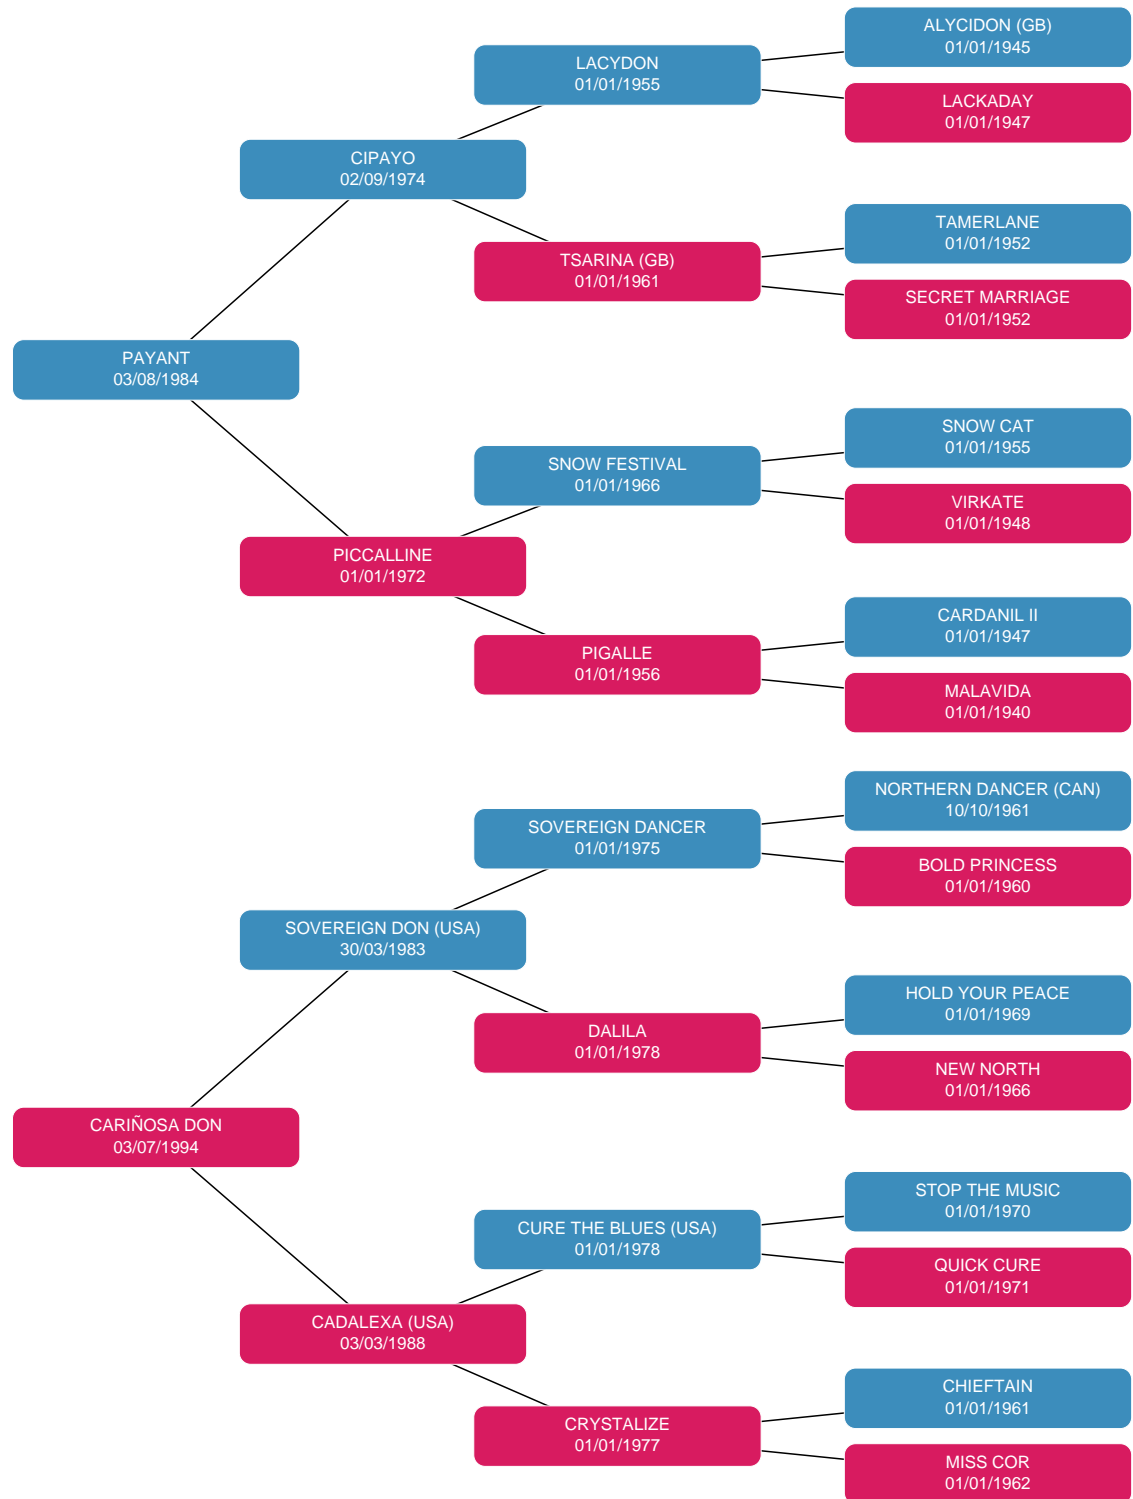 ALYCIDON (GB)
01/01/1945
LACYDON
01/01/1955
LACKADAY
01/01/1947
CIPAYO
02/09/1974
TAMERLANE
01/01/1952
TSARINA (GB)
01/01/1961
SECRET MARRIAGE
01/01/1952
PAYANT
03/08/1984
SNOW CAT
01/01/1955
SNOW FESTIVAL
01/01/1966
VIRKATE
01/01/1948
PICCALLINE
01/01/1972
CARDANIL II
01/01/1947
PIGALLE
01/01/1956
MALAVIDA
01/01/1940
NORTHERN DANCER (CAN)
10/10/1961
SOVEREIGN DANCER
01/01/1975
BOLD PRINCESS
01/01/1960
SOVEREIGN DON (USA)
30/03/1983
HOLD YOUR PEACE
01/01/1969
DALILA
01/01/1978
NEW NORTH
01/01/1966
CARIÑOSA DON
03/07/1994
STOP THE MUSIC
01/01/1970
CURE THE BLUES (USA)
01/01/1978
QUICK CURE
01/01/1971
CADALEXA (USA)
03/03/1988
CHIEFTAIN
01/01/1961
CRYSTALIZE
01/01/1977
MISS COR
01/01/1962